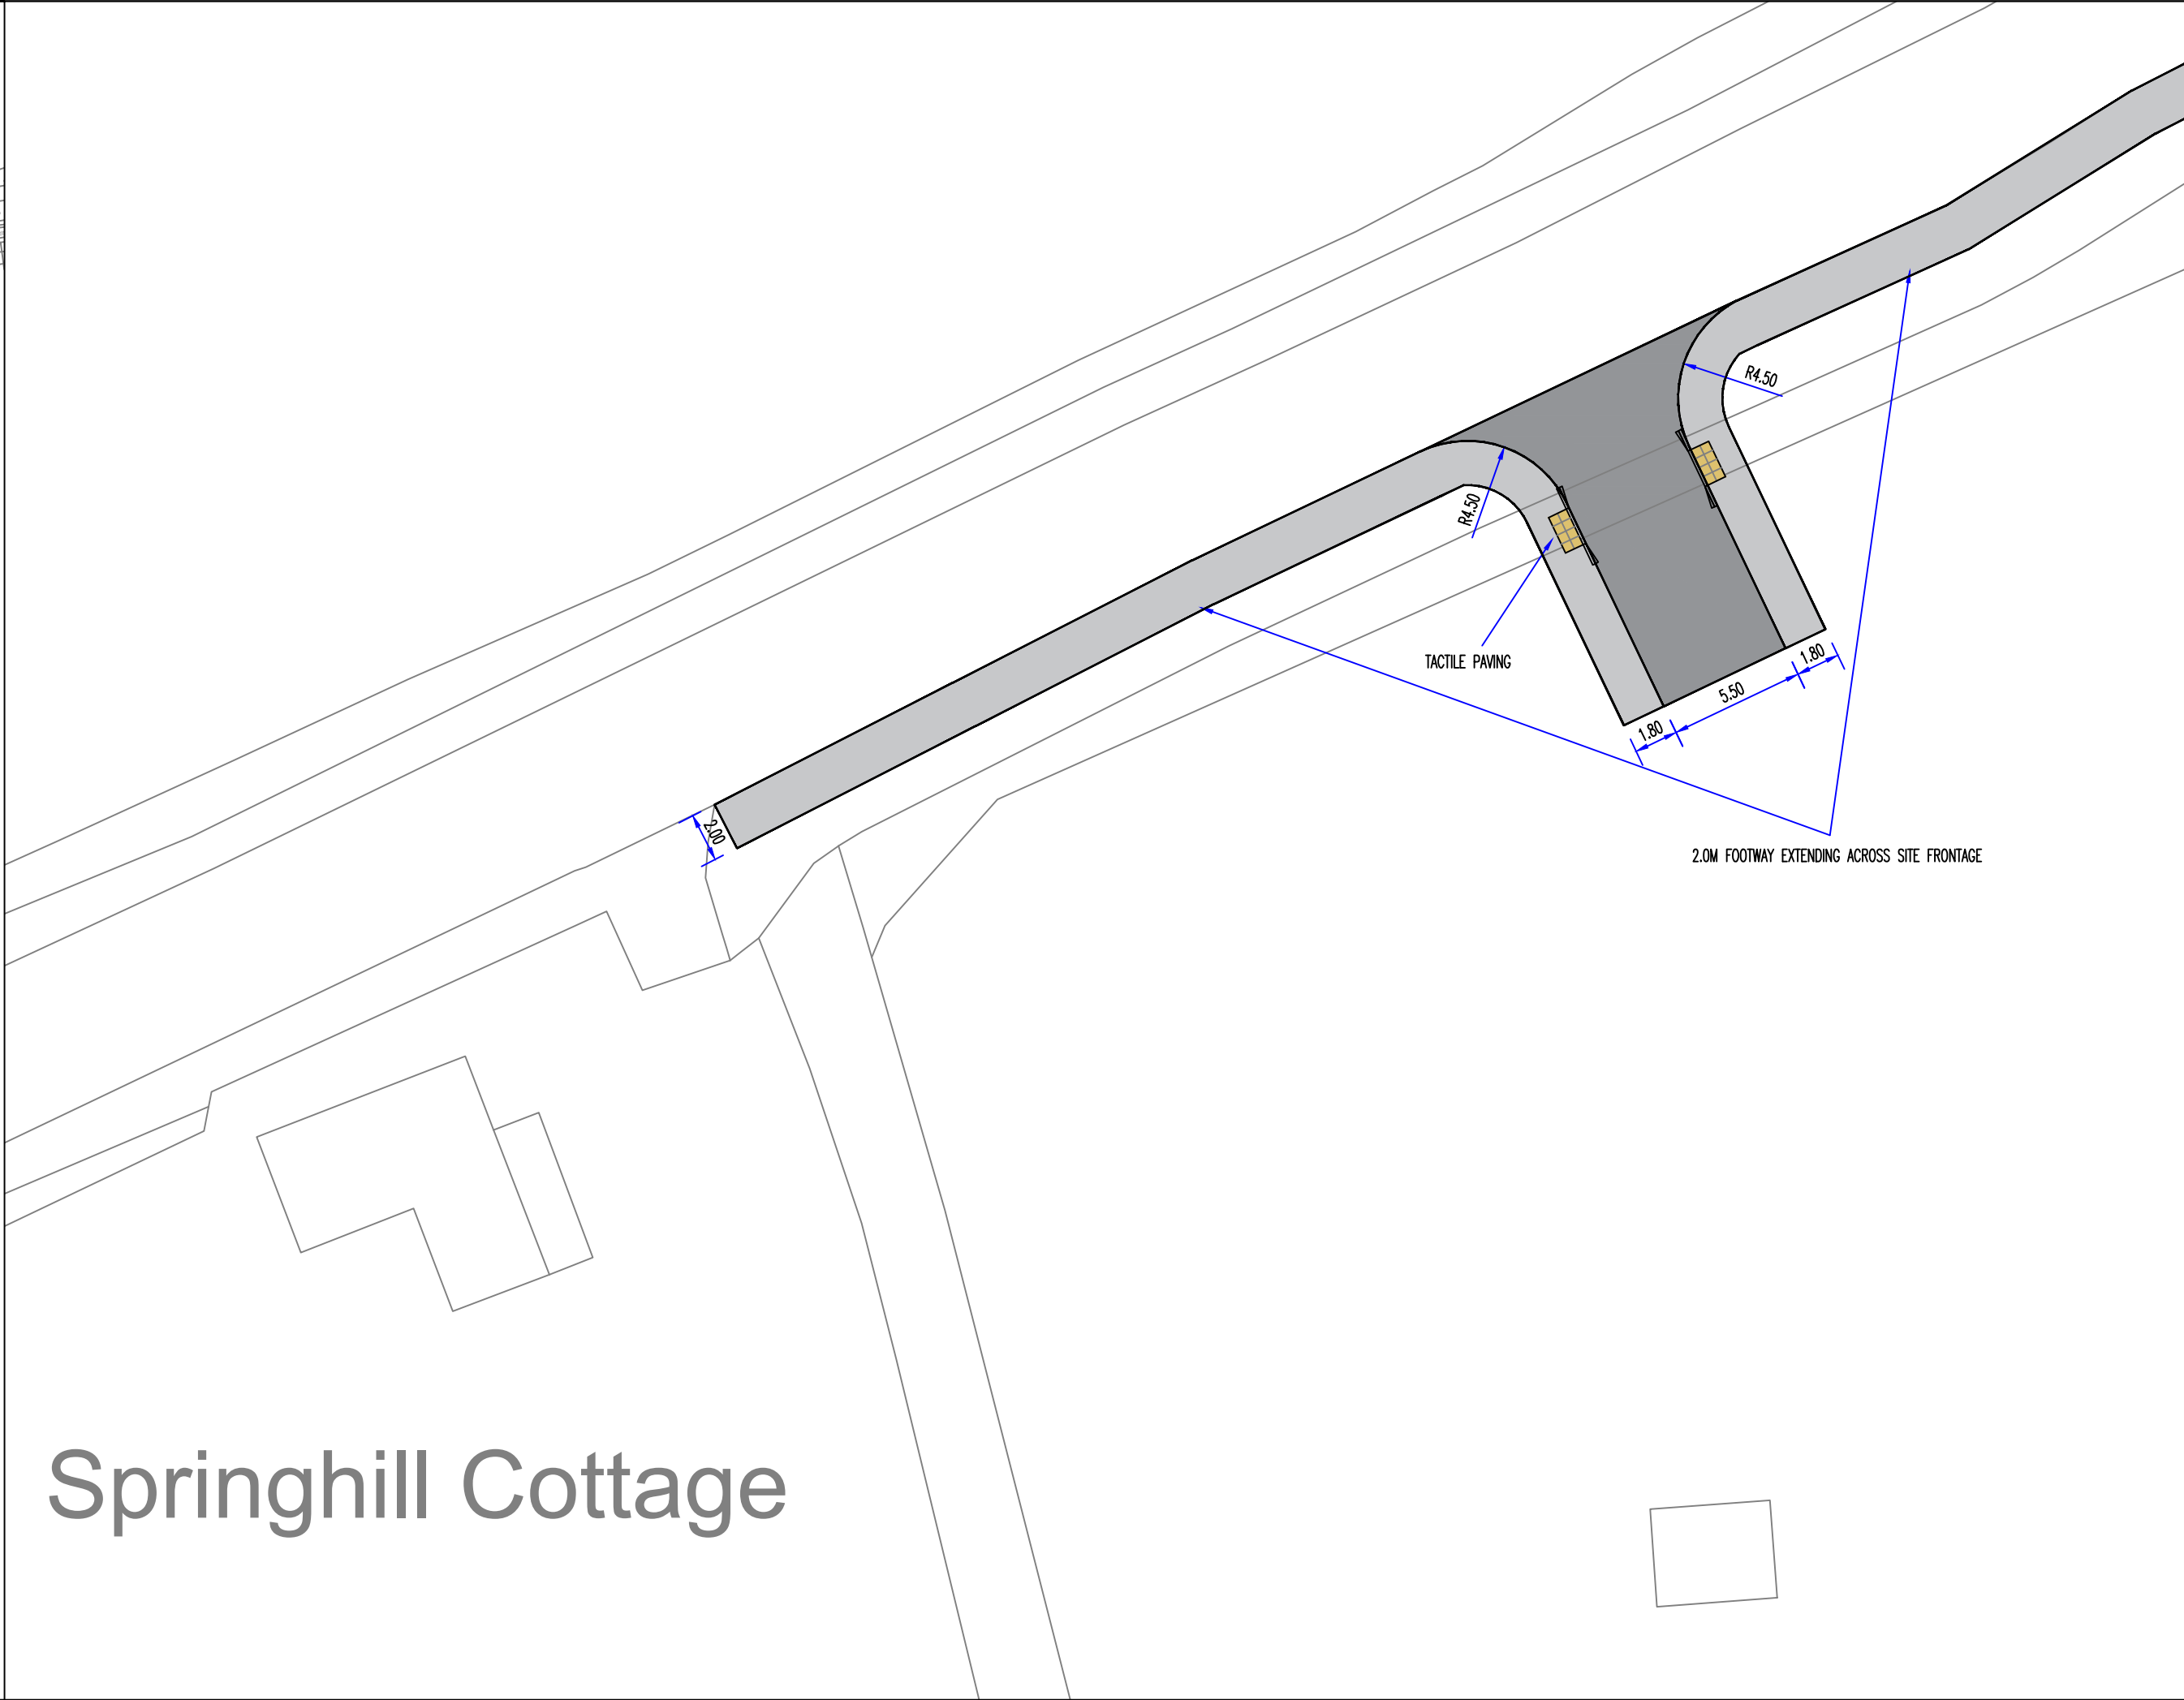 R4.50
R4.50
TACTILE PAVING
1.80
5.50
1.80
2.00
2.0M FOOTWAY EXTENDING ACROSS SITE FRONTAGE
Springhill Cottage